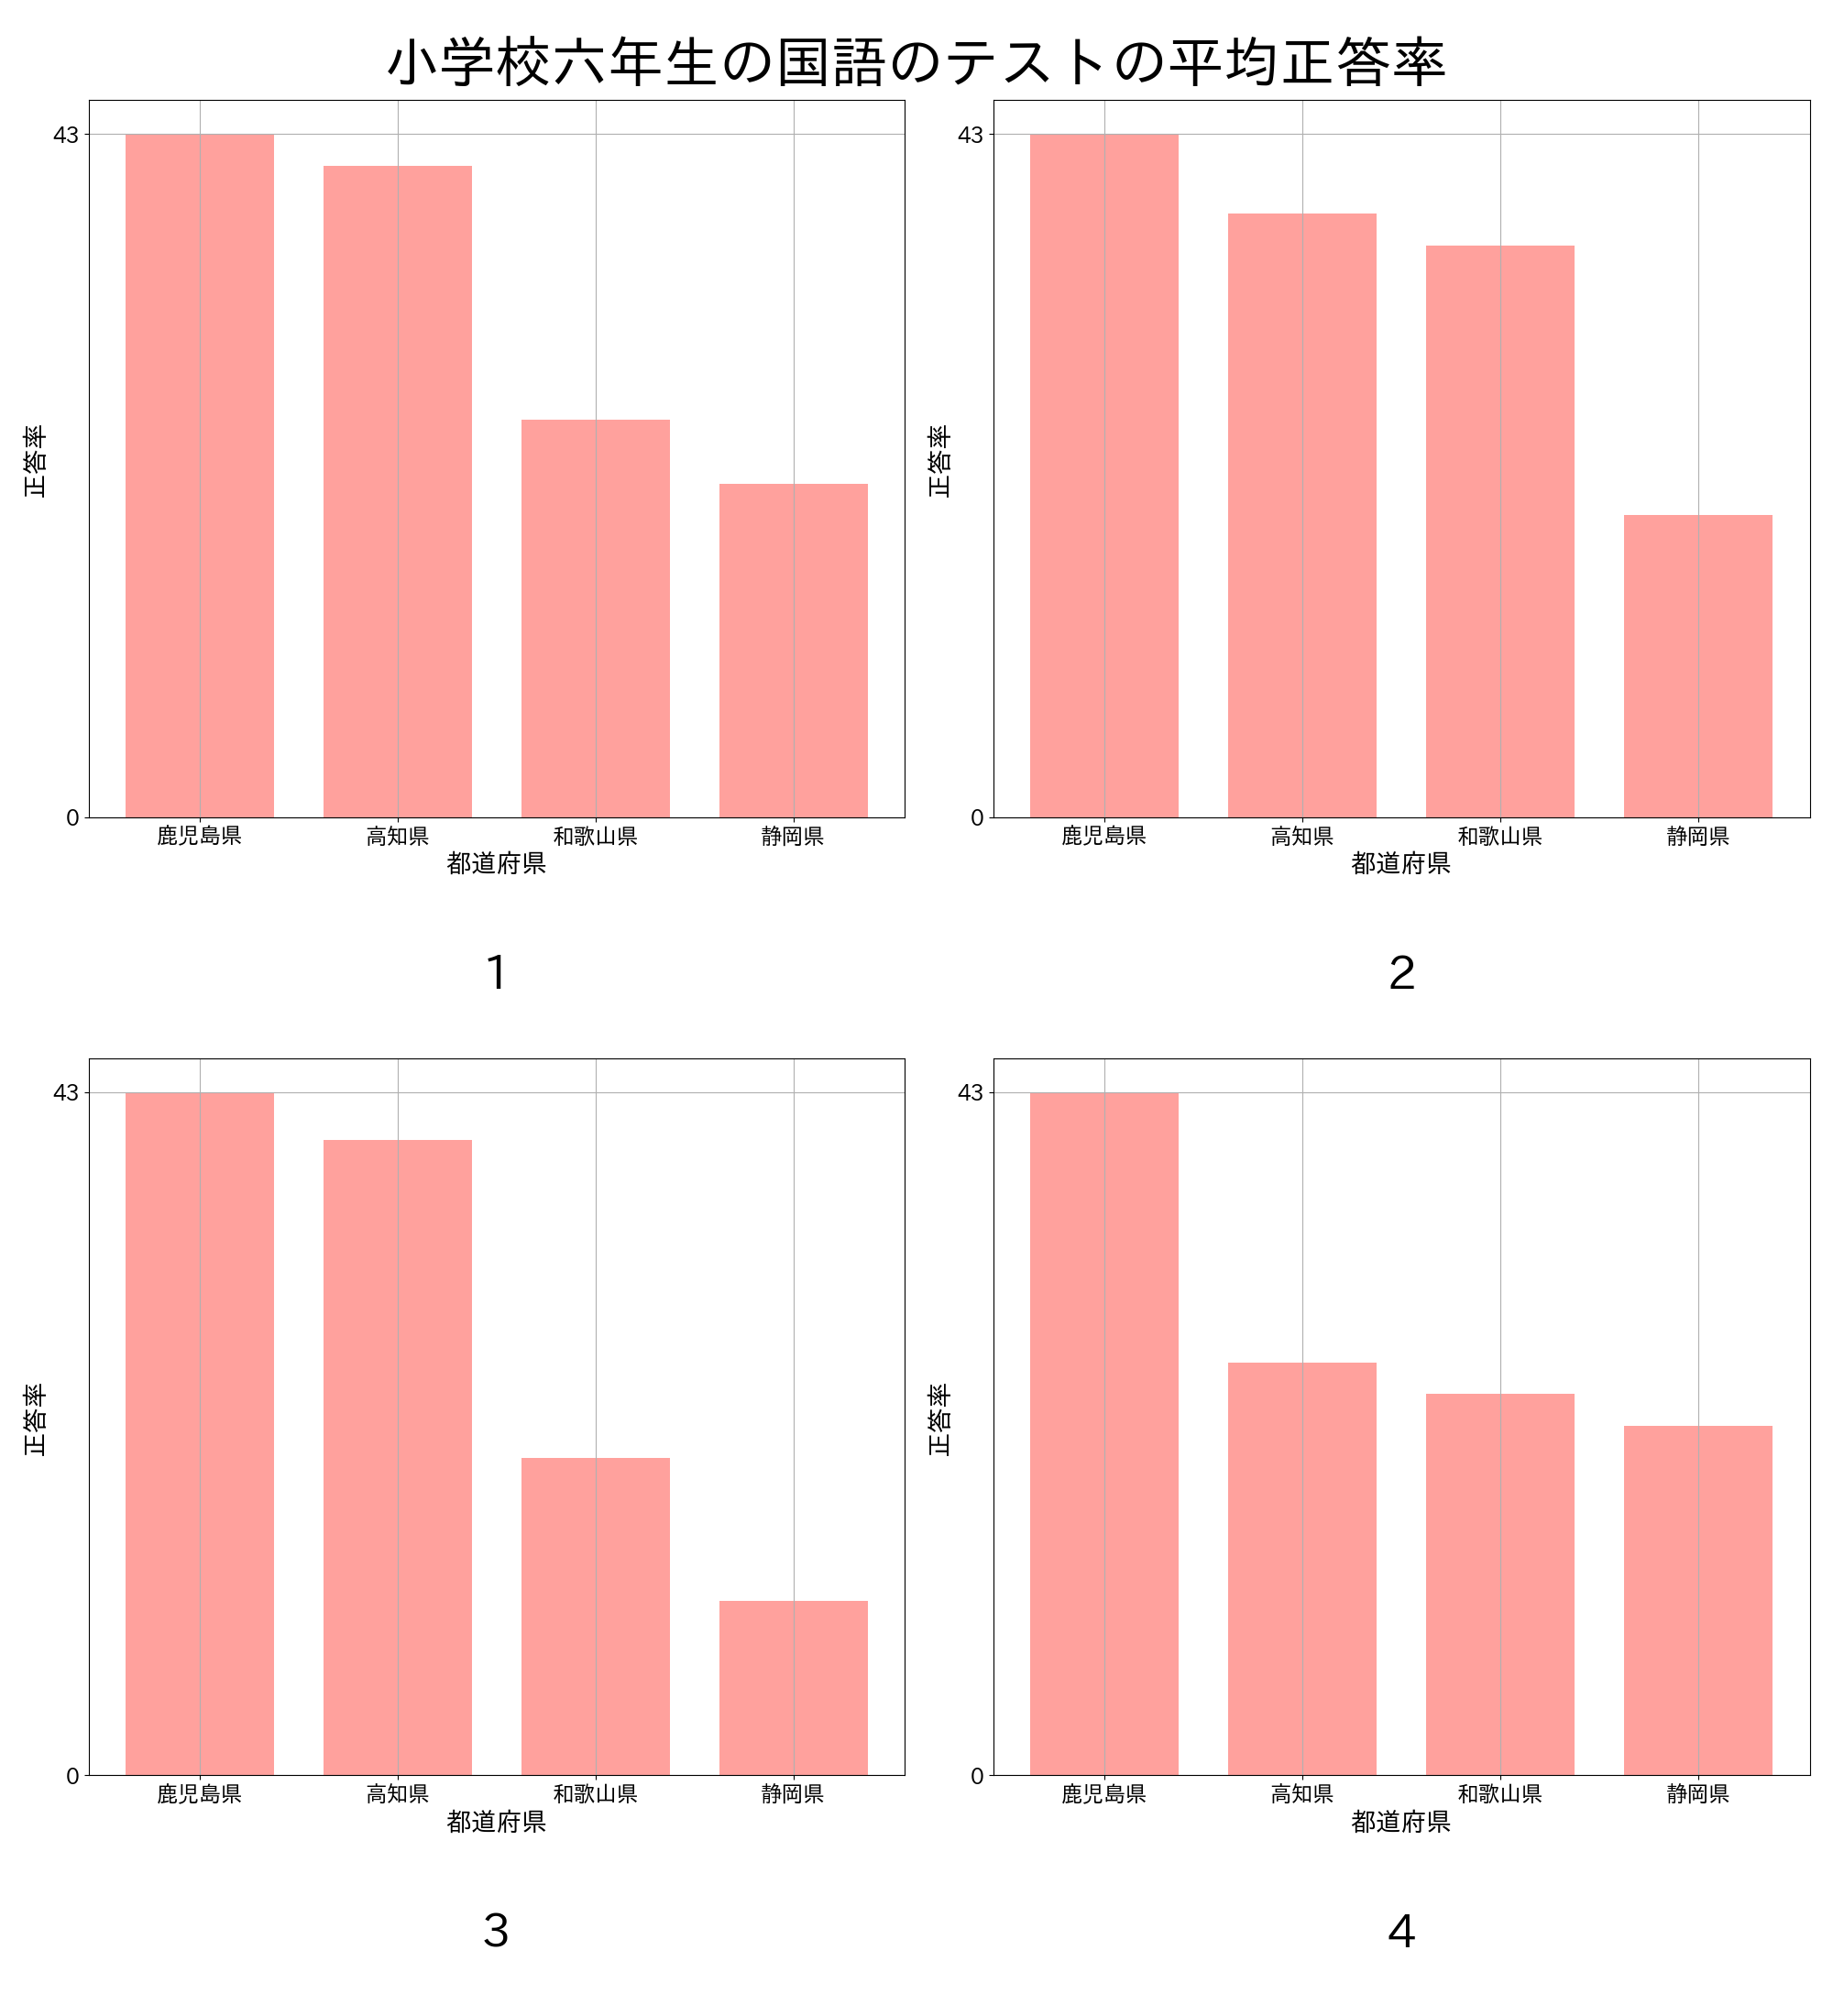 小学校六年生の国語のテストの平均正答率
43
正答率
0
鹿児島県 高知県 和歌山県 静岡県
都道府県
1
43
正答率
0
鹿児島県 高知県 和歌山県 静岡県
都道府県
2
43
正答率
0
鹿児島県 高知県 和歌山県 静岡県
都道府県
3
43
正答率
0
鹿児島県 高知県 和歌山県 静岡県
都道府県
4